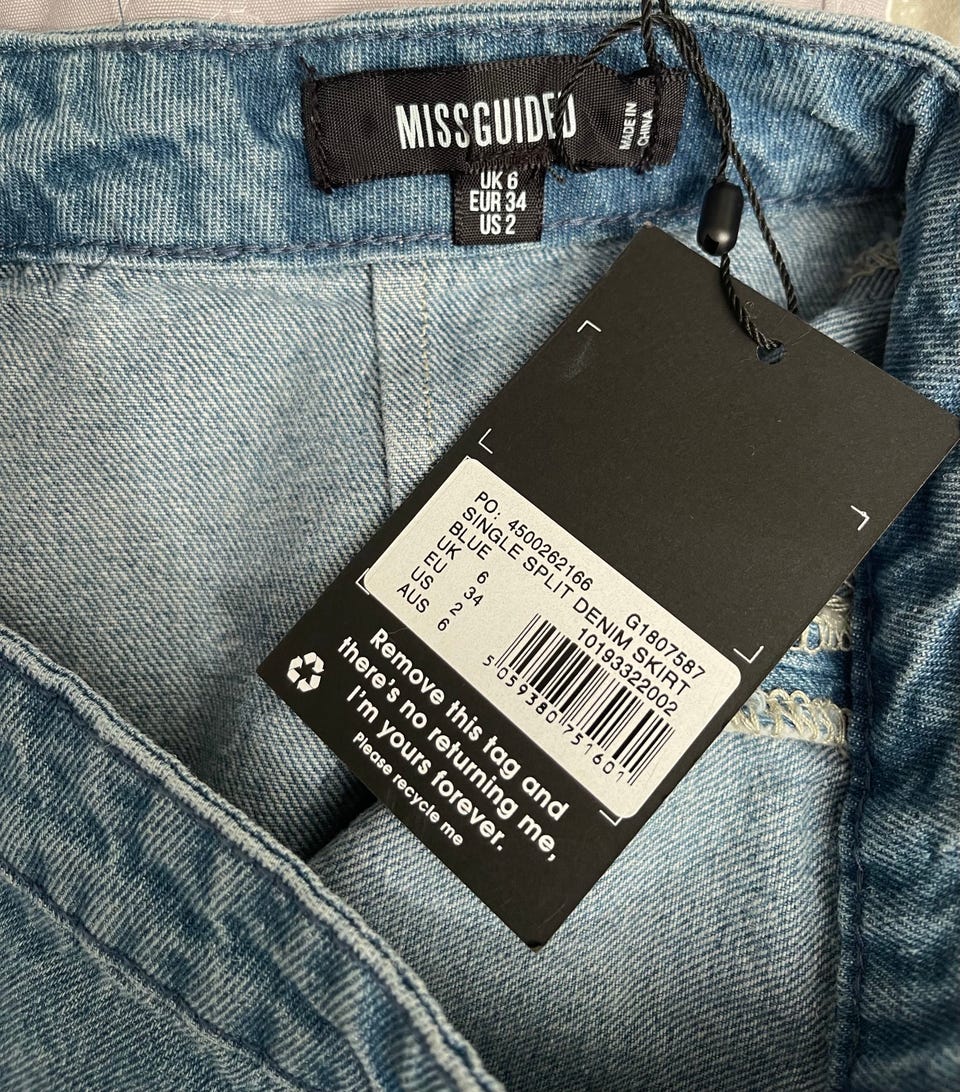 MISSGUIDED
MADE IN
CHINA
UK 6
EUR 34
US 2
PO: 4500262166 G1807587
SINGLE SPLIT DENIM SKIRT
BLUE 10193322002
UK 6
EU 34
US 2
AUS 6
5 059380 751601
Remove this tag and
there's no returning me,
I'm yours forever.
Please recycle me